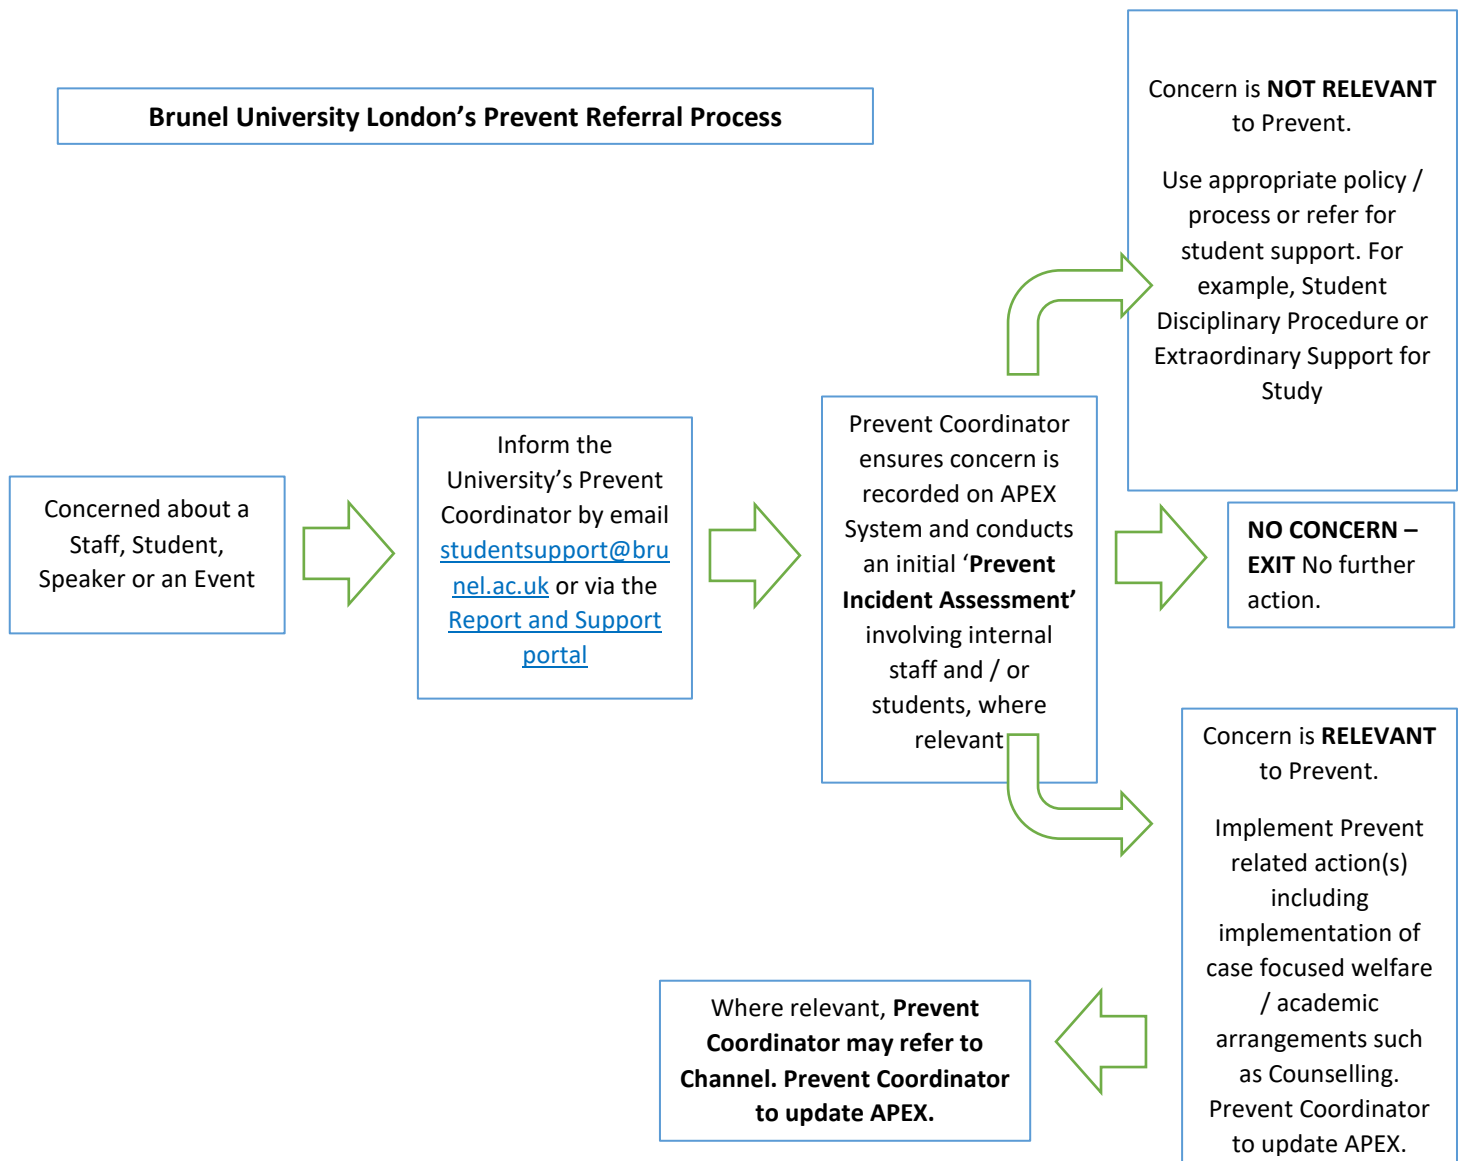 Brunel University London’s Prevent Referral Process
Concerned about a
Staff, Student,
Speaker or an Event
Inform the
University’s Prevent
Coordinator by email
studentsupport@bru
nel.ac.uk or via the
Report and Support
portal
Prevent Coordinator
ensures concern is
recorded on APEX
System and conducts
an initial ‘Prevent
Incident Assessment’
involving internal
staff and / or
students, where
relevant
Concern is NOT RELEVANT
to Prevent.
Use appropriate policy /
process or refer for
student support. For
example, Student
Disciplinary Procedure or
Extraordinary Support for
Study
NO CONCERN –
EXIT No further
action.
Concern is RELEVANT
to Prevent.
Implement Prevent
related action(s)
including
implementation of
case focused welfare
/ academic
arrangements such
as Counselling.
Prevent Coordinator
to update APEX.
Where relevant, Prevent
Coordinator may refer to
Channel. Prevent Coordinator
to update APEX.